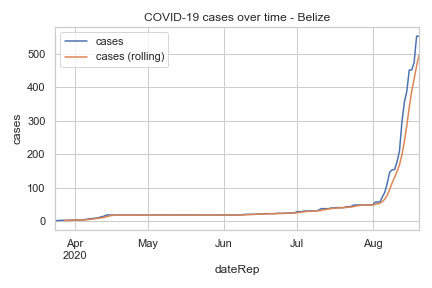 COVID-19 cases over time - Belize
cases
cases (rolling)
cases
500
400
300
200
100
0
Apr
2020
May
Jun
Jul
Aug
dateRep